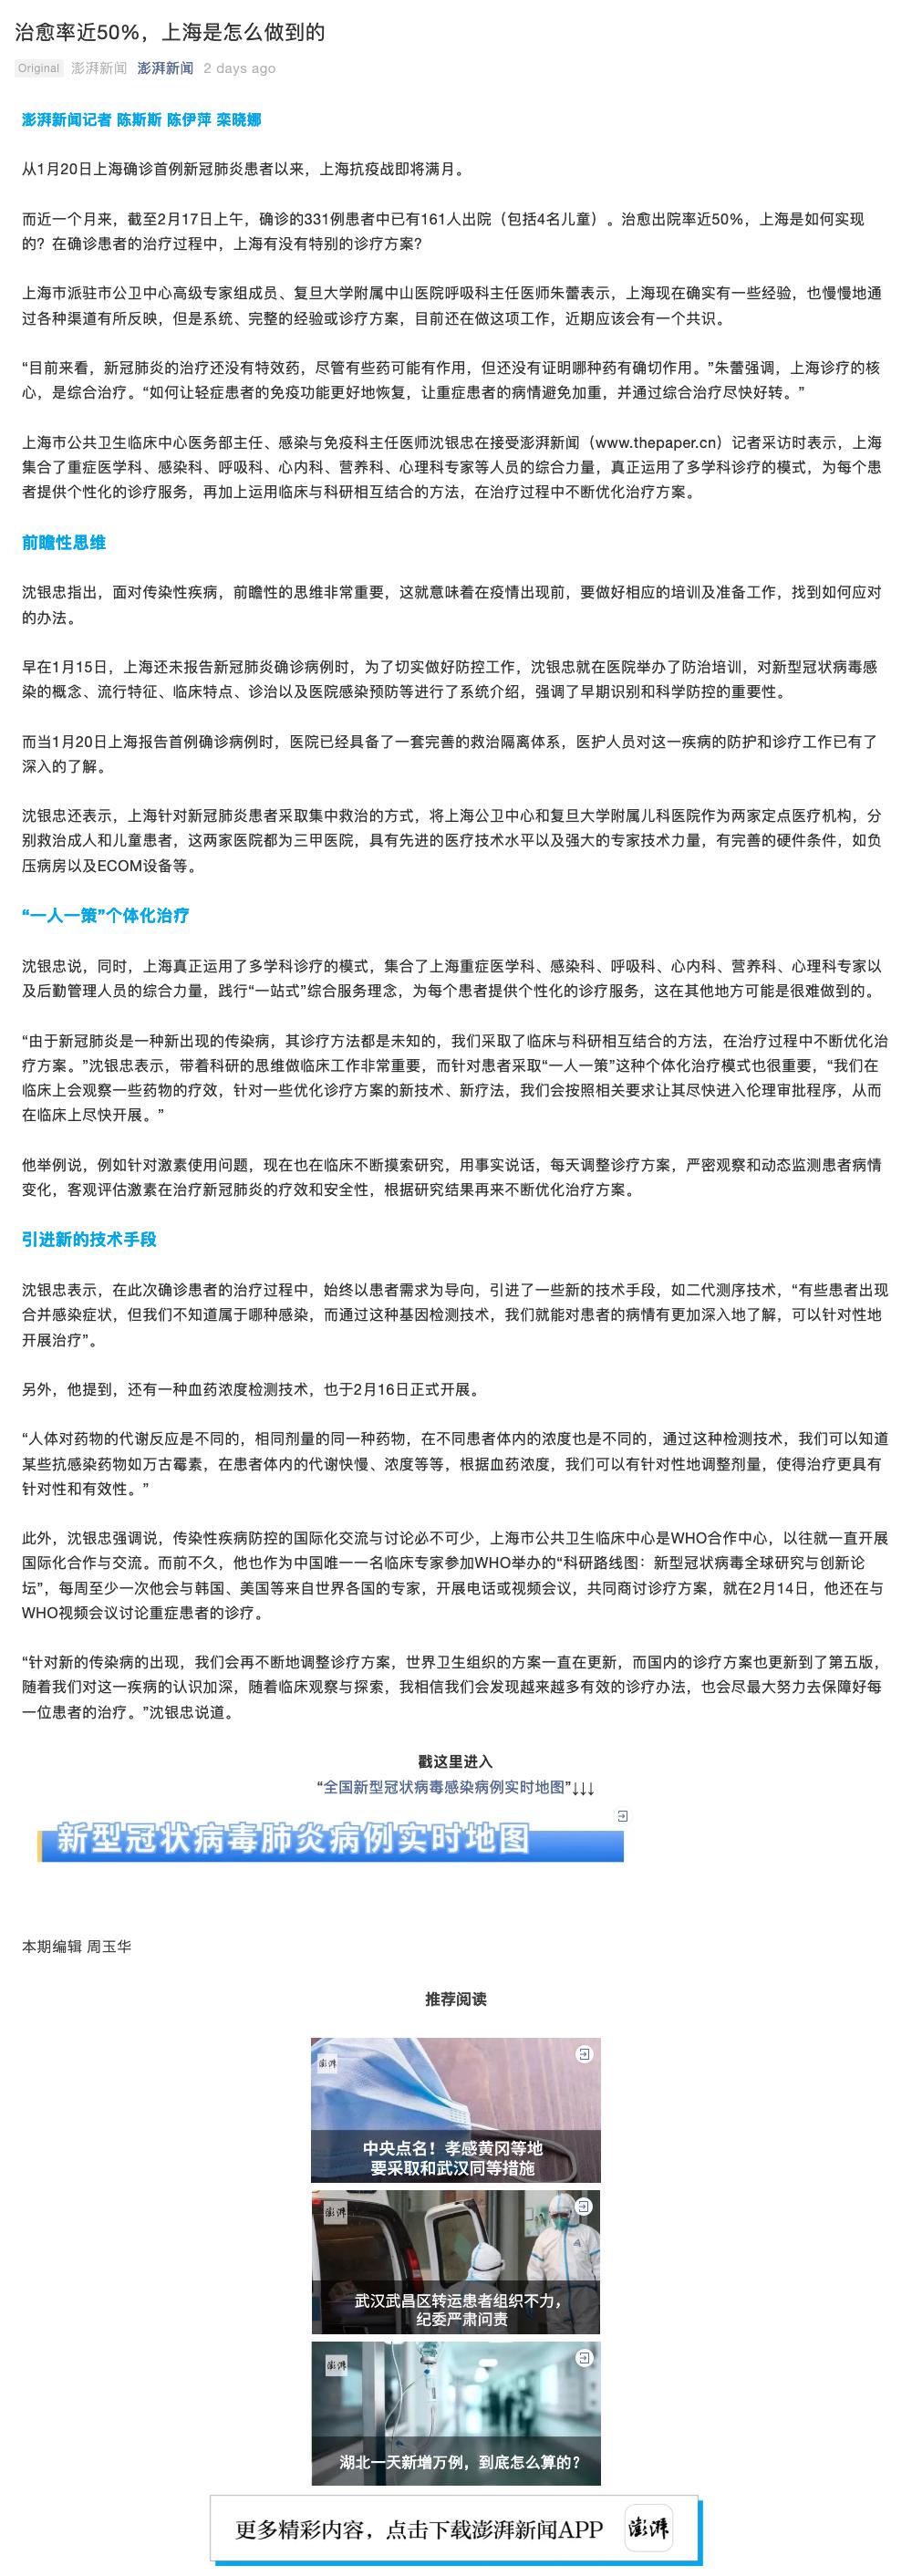 治愈率近50%，上海是怎么做到的
Original 澎湃新闻 澎湃新闻 2 days ago
澎湃新闻记者 陈斯斯 陈伊萍 栾晓娜
从1月20日上海确诊首例新冠肺炎患者以来，上海抗疫战即将满月。
而近一个月来，截至2月17日上午，确诊的331例患者中已有161人出院（包括4名儿童）。治愈出院率近50%，上海是如何实现
的？在确诊患者的治疗过程中，上海有没有特别的诊疗方案？
上海市派驻市公卫中心高级专家组成员、复旦大学附属中山医院呼吸科主任医师朱蕾表示，上海现在确实有一些经验，也慢慢地通
过各种渠道有所反映，但是系统、完整的经验或诊疗方案，目前还在做这项工作，近期应该会有一个共识。
“目前来看，新冠肺炎的治疗还没有特效药，尽管有些药可能有作用，但还没有证明哪种药有确切作用。”朱蕾强调，上海诊疗的核
心，是综合治疗。“如何让轻症患者的免疫功能更好地恢复，让重症患者的病情避免加重，并通过综合治疗尽快好转。”
上海市公共卫生临床中心医务部主任、感染与免疫科主任医师沈银忠在接受澎湃新闻（www.thepaper.cn）记者采访时表示，上海
集合了重症医学科、感染科、呼吸科、心内科、营养科、心理科专家等人员的综合力量，真正运用了多学科诊疗的模式，为每个患
者提供个性化的诊疗服务，再加上运用临床与科研相互结合的方法，在治疗过程中不断优化治疗方案。
前瞻性思维
沈银忠指出，面对传染性疾病，前瞻性的思维非常重要，这就意味着在疫情出现前，要做好相应的培训及准备工作，找到如何应对
的办法。
早在1月15日，上海还未报告新冠肺炎确诊病例时，为了切实做好防控工作，沈银忠就在医院举办了防治培训，对新型冠状病毒感
染的概念、流行特征、临床特点、诊治以及医院感染预防等进行了系统介绍，强调了早期识别和科学防控的重要性。
而当1月20日上海报告首例确诊病例时，医院已经具备了一套完善的救治隔离体系，医护人员对这一疾病的防护和诊疗工作已有了
深入的了解。
沈银忠还表示，上海针对新冠肺炎患者采取集中救治的方式，将上海公卫中心和复旦大学附属儿科医院作为两家定点医疗机构，分
别救治成人和儿童患者，这两家医院都为三甲医院，具有先进的医疗技术水平以及强大的专家技术力量，有完善的硬件条件，如负
压病房以及ECOM设备等。
“一人一策”个体化治疗
沈银忠说，同时，上海真正运用了多学科诊疗的模式，集合了上海重症医学科、感染科、呼吸科、心内科、营养科、心理科专家以
及后勤管理人员的综合力量，践行“一站式”综合服务理念，为每个患者提供个性化的诊疗服务，这在其他地方可能是很难做到的。
“由于新冠肺炎是一种新出现的传染病，其诊疗方法都是未知的，我们采取了临床与科研相互结合的方法，在治疗过程中不断优化治
疗方案。”沈银忠表示，带着科研的思维做临床工作非常重要，而针对患者采取“一人一策”这种个体化治疗模式也很重要，“我们在
临床上会观察一些药物的疗效，针对一些优化诊疗方案的新技术、新疗法，我们会按照相关要求让其尽快进入伦理审批程序，从而
在临床上尽快开展。”
他举例说，例如针对激素使用问题，现在也在临床不断摸索研究，用事实说话，每天调整诊疗方案，严密观察和动态监测患者病情
变化，客观评估激素在治疗新冠肺炎的疗效和安全性，根据研究结果再来不断优化治疗方案。
引进新的技术手段
沈银忠表示，在此次确诊患者的治疗过程中，始终以患者需求为导向，引进了一些新的技术手段，如二代测序技术，“有些患者出现
合并感染症状，但我们不知道属于哪种感染，而通过这种基因检测技术，我们就能对患者的病情有更加深入地了解，可以针对性地
开展治疗”。
另外，他提到，还有一种血药浓度检测技术，也于2月16日正式开展。
“人体对药物的代谢反应是不同的，相同剂量的同一种药物，在不同患者体内的浓度也是不同的，通过这种检测技术，我们可以知道
某些抗感染药物如万古霉素，在患者体内的代谢快慢、浓度等等，根据血药浓度，我们可以有针对性地调整剂量，使得治疗更具有
针对性和有效性。”
此外，沈银忠强调说，传染性疾病防控的国际化交流与讨论必不可少，上海市公共卫生临床中心是WHO合作中心，以往就一直开展
国际化合作与交流。而前不久，他也作为中国唯一一名临床专家参加WHO举办的“科研路线图：新型冠状病毒全球研究与创新论
坛”，每周至少一次他会与韩国、美国等来自世界各国的专家，开展电话或视频会议，共同商讨诊疗方案，就在2月14日，他还在与
WHO视频会议讨论重症患者的诊疗。
“针对新的传染病的出现，我们会再不断地调整诊疗方案，世界卫生组织的方案一直在更新，而国内的诊疗方案也更新到了第五版，
随着我们对这一疾病的认识加深，随着临床观察与探索，我相信我们会发现越来越多有效的诊疗办法，也会尽最大努力去保障好每
一位患者的治疗。”沈银忠说道。
戳这里进入
“全国新型冠状病毒感染病例实时地图”↓↓↓
新型冠状病毒肺炎病例实时地图
本期编辑 周玉华
推荐阅读
澎湃
中央点名！孝感黄冈等地
要采取和武汉同等措施
澎湃
武汉武昌区转运患者组织不力，
纪委严肃问责
澎湃
湖北一天新增万例，到底怎么算的？
更多精彩内容，点击下载澎湃新闻APP 澎湃